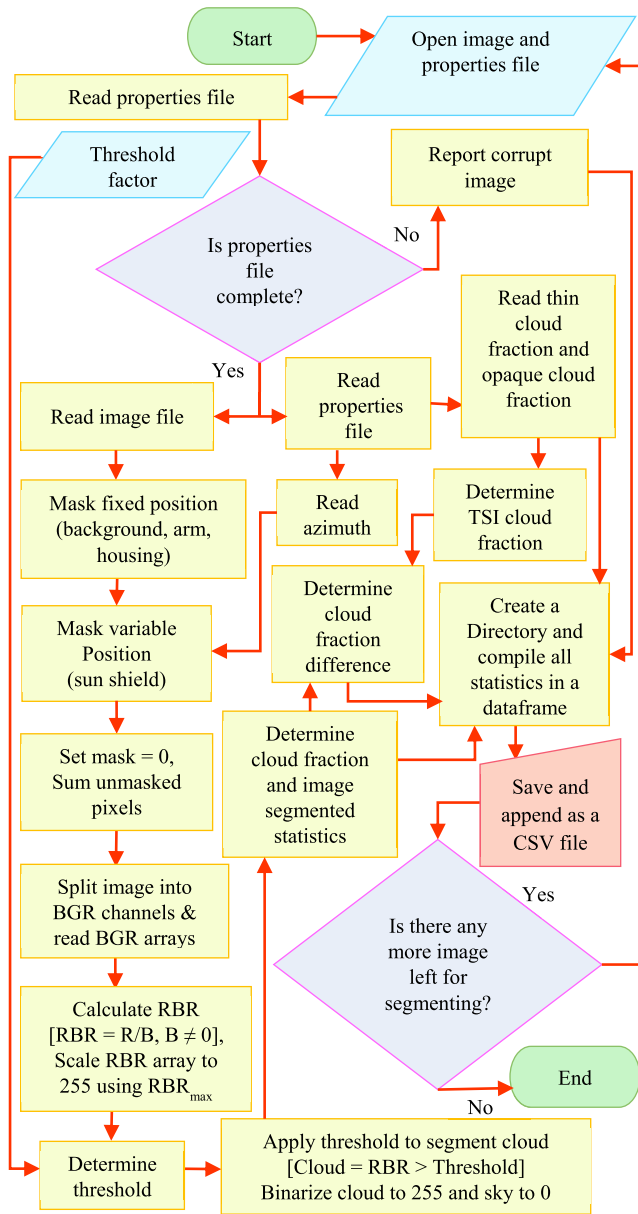 Start
Open image and
properties file
Read properties file
Threshold
factor
Report corrupt
image
No
Is properties
file
complete?
Read thin
cloud
fraction and
opaque cloud
fraction
Yes
Read
properties
file
Read image file
Mask fixed position
(background, arm,
housing)
Read
azimuth
Determine
TSI cloud
fraction
Determine
cloud
fraction
difference
Create a
Directory and
compile all
statistics in a
dataframe
Mask variable
Position
(sun shield)
Determine
cloud fraction
and image
segmented
statistics
Set mask = 0,
Sum unmasked
pixels
Save and
append as a
CSV file
Split image into
BGR channels &
read BGR arrays
Yes
Is there any
more image
left for
segmenting?
Calculate RBR
[RBR = R/B, B ≠ 0],
Scale RBR array to
255 using RBRmax
End
No
Determine
threshold
Apply threshold to segment cloud
[Cloud = RBR > Threshold]
Binarize cloud to 255 and sky to 0